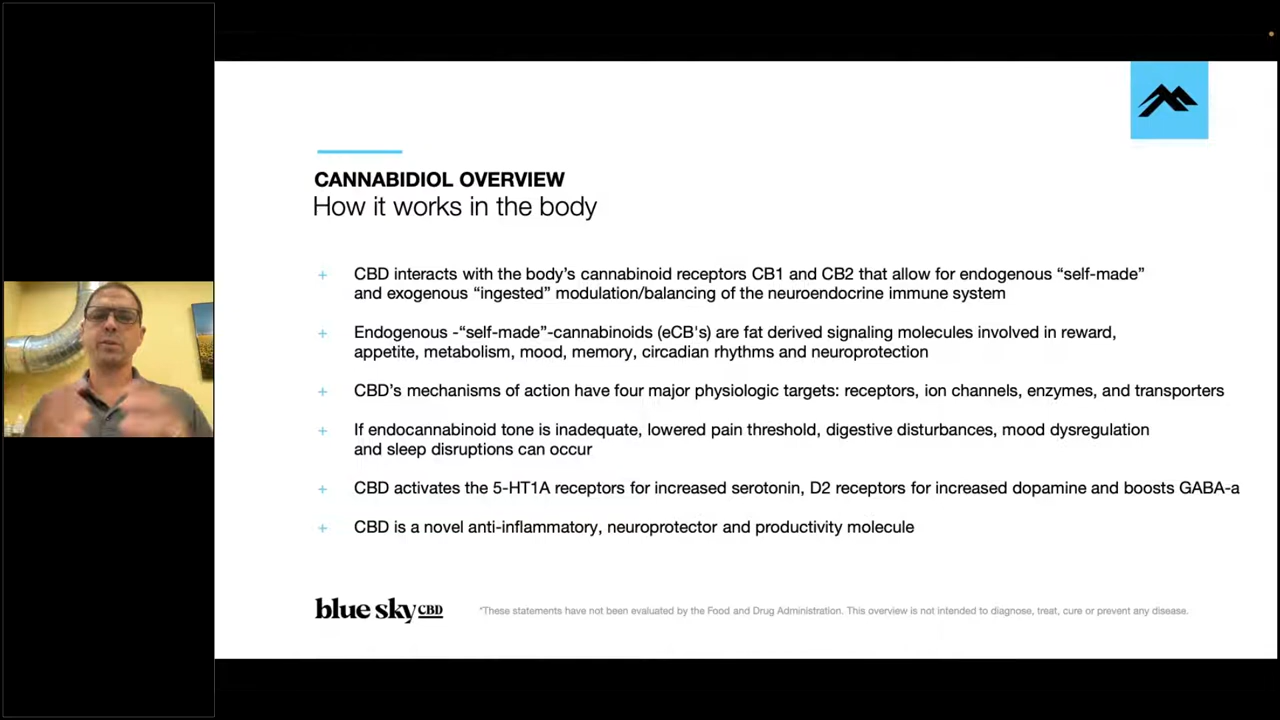 CANNABIDIOL OVERVIEW
How it works in the body
+ CBD interacts with the body’s cannabinoid receptors CB1 and CB2 that allow for endogenous “self-made”
and exogenous “ingested” modulation/balancing of the neuroendocrine immune system
+ Endogenous -“self-made”-cannabinoids (eCB's) are fat derived signaling molecules involved in reward,
appetite, metabolism, mood, memory, circadian rhythms and neuroprotection
+ CBD’s mechanisms of action have four major physiologic targets: receptors, ion channels, enzymes, and transporters
+ If endocannabinoid tone is inadequate, lowered pain threshold, digestive disturbances, mood dysregulation
and sleep disruptions can occur
+ CBD activates the 5-HT1A receptors for increased serotonin, D2 receptors for increased dopamine and boosts GABA-a
+ CBD is a novel anti-inflammatory, neuroprotector and productivity molecule
blue sky CBD
*These statements have not been evaluated by the Food and Drug Administration. This overview is not intended to diagnose, treat, cure or prevent any disease.